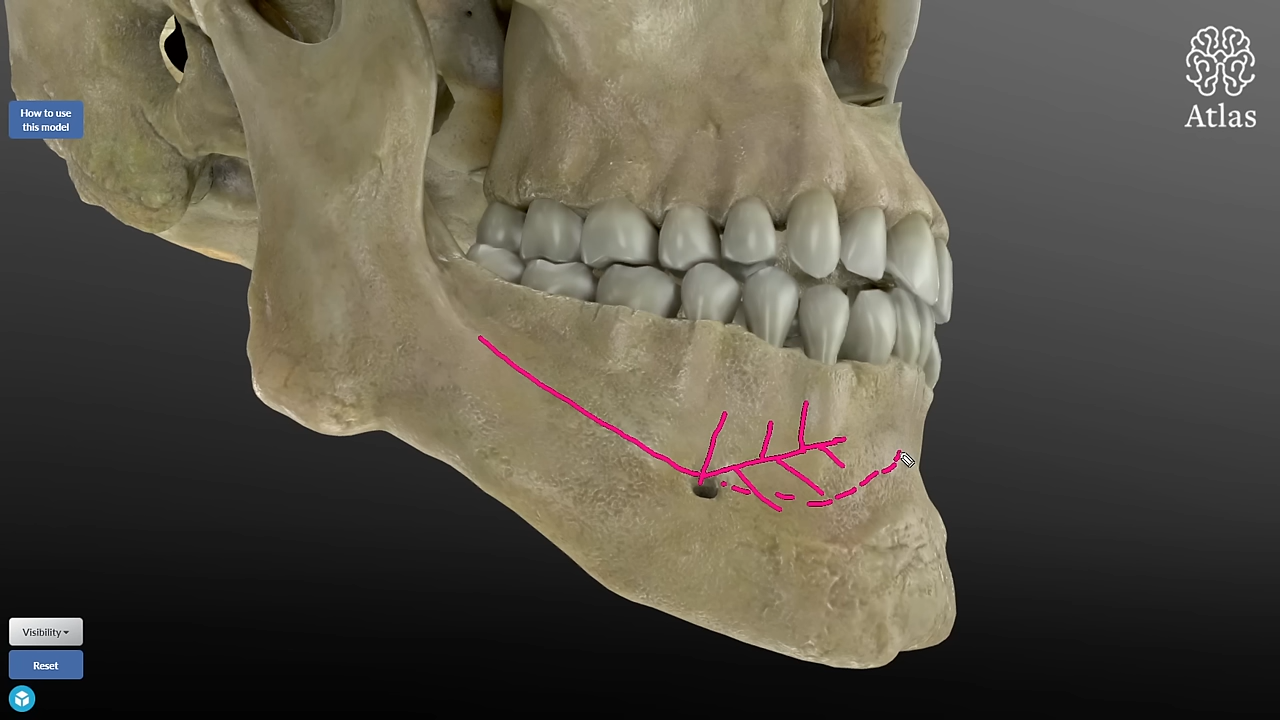 How to use
this model
Atlas
Visibility
Reset